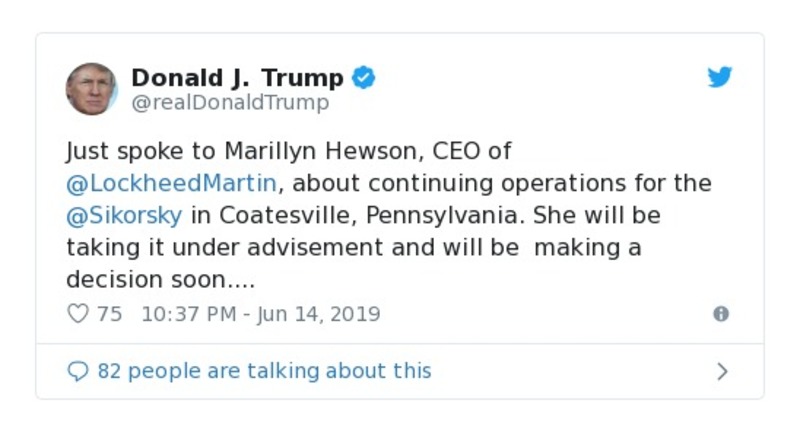 Donald J. Trump
@realDonaldTrump
Just spoke to Marillyn Hewson, CEO of
@LockheedMartin, about continuing operations for the
@Sikorsky in Coatesville, Pennsylvania. She will be
taking it under advisement and will be  making a
decision soon....
75 10:37 PM - Jun 14, 2019
82 people are talking about this